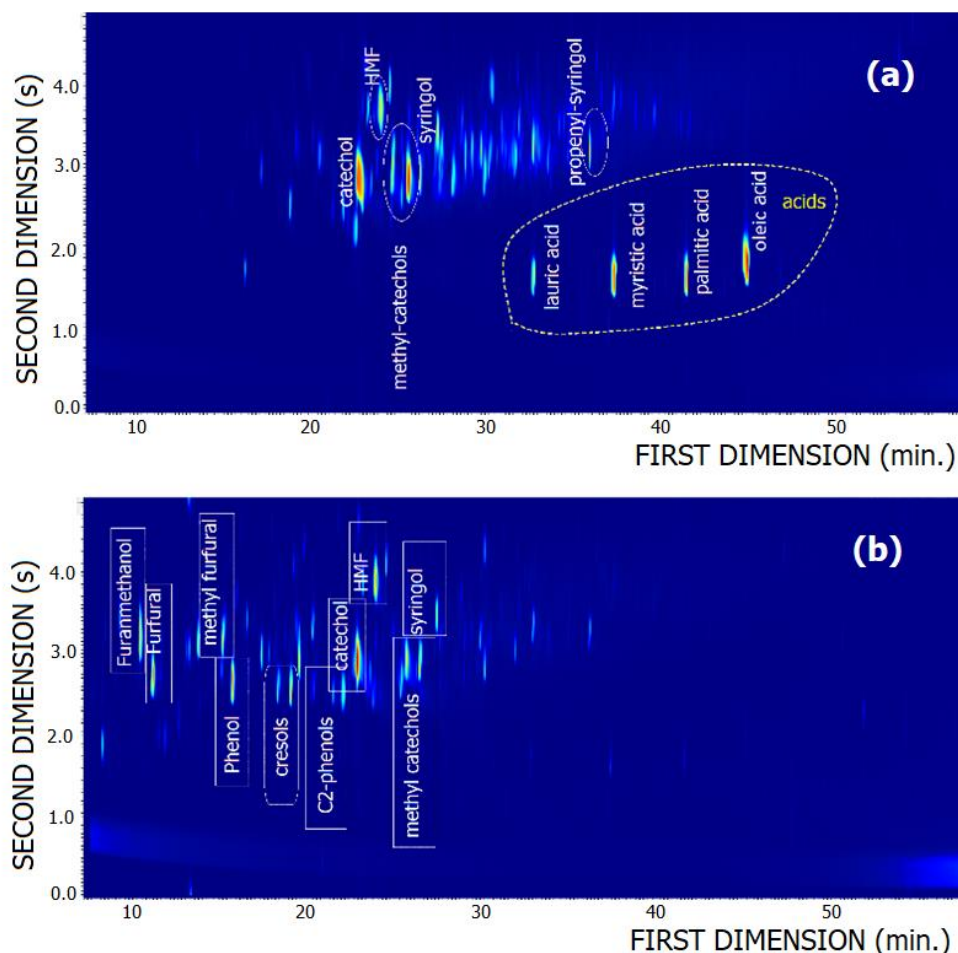 (a)
HMF
syringol
propenyl-syringol
catechol
acids
lauric acid
myristic acid
palmitic acid
oleic acid
methyl-catechols
SECOND DIMENSION (s)
4.0
3.0
2.0
1.0
0.0
10
20
30
40
50
FIRST DIMENSION (min.)
(b)
Furanmethanol
Furfural
methyl furfural
HMF
syringol
catechol
Phenol
cresols
C2-phenols
methyl catechols
SECOND DIMENSION (s)
4.0
3.0
2.0
1.0
0.0
10
20
30
40
50
FIRST DIMENSION (min.)